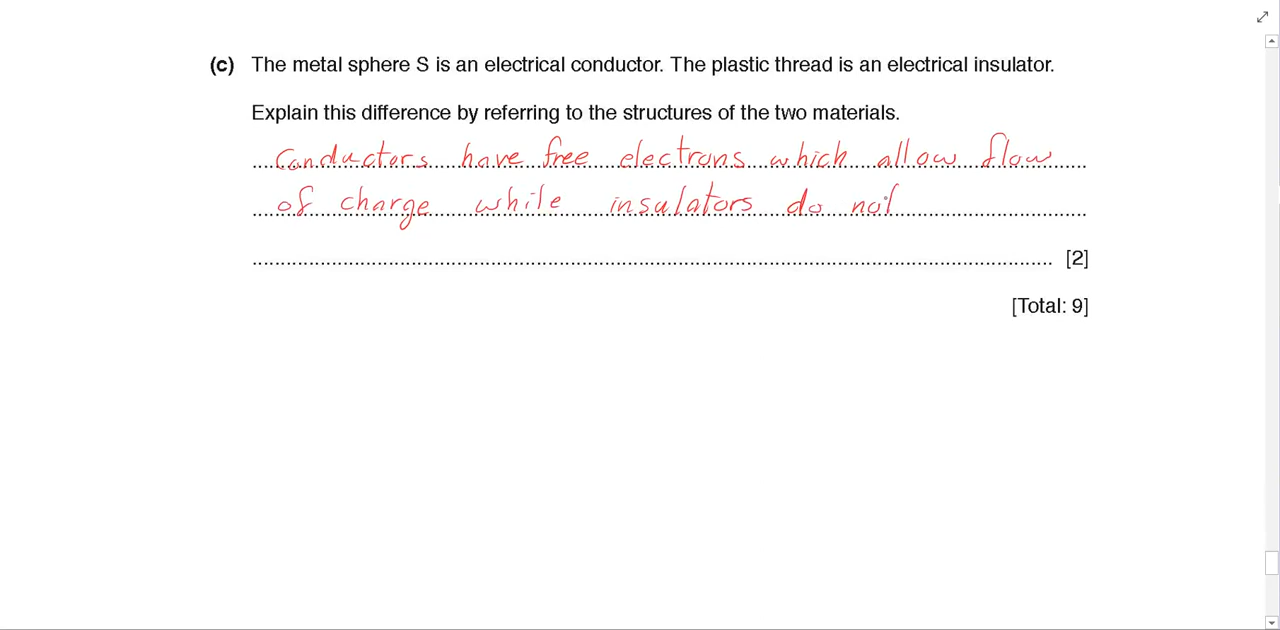 (c) The metal sphere S is an electrical conductor. The plastic thread is an electrical insulator.
Explain this difference by referring to the structures of the two materials.
Conductors have free electrons which allow flow
of charge while insulators do not
[2]
[Total: 9]